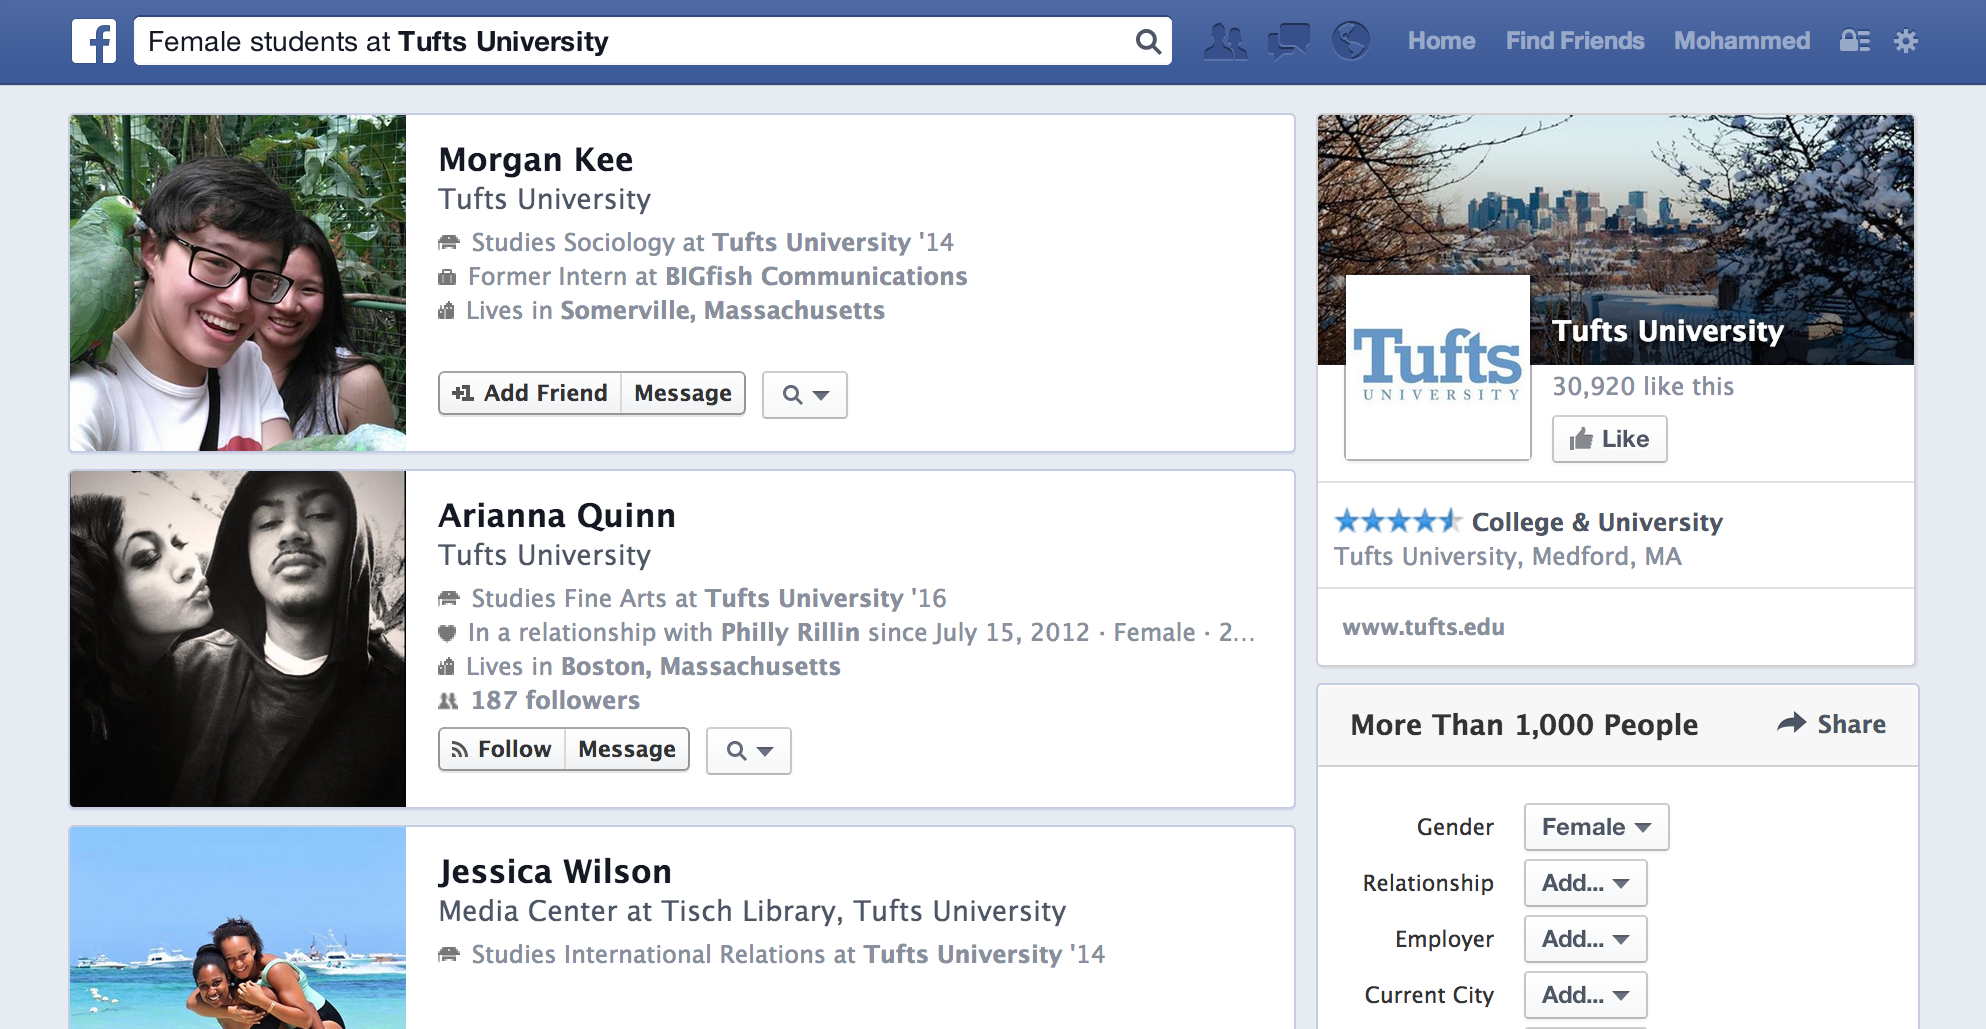 Female students at Tufts University
Home
Find Friends
Mohammed
Morgan Kee
Tufts University
Studies Sociology at Tufts University '14
Former Intern at BIGfish Communications
Lives in Somerville, Massachusetts
+1 Add Friend
Message
Arianna Quinn
Tufts University
Studies Fine Arts at Tufts University '16
In a relationship with Philly Rillin since July 15, 2012 · Female · 2...
Lives in Boston, Massachusetts
187 followers
Follow
Message
Jessica Wilson
Media Center at Tisch Library, Tufts University
Studies International Relations at Tufts University '14
Tufts
UNIVERSITY
Tufts University
30,920 like this
Like
College & University
Tufts University, Medford, MA
www.tufts.edu
More Than 1,000 People
Share
Gender
Female
Relationship
Add...
Employer
Add...
Current City
Add...